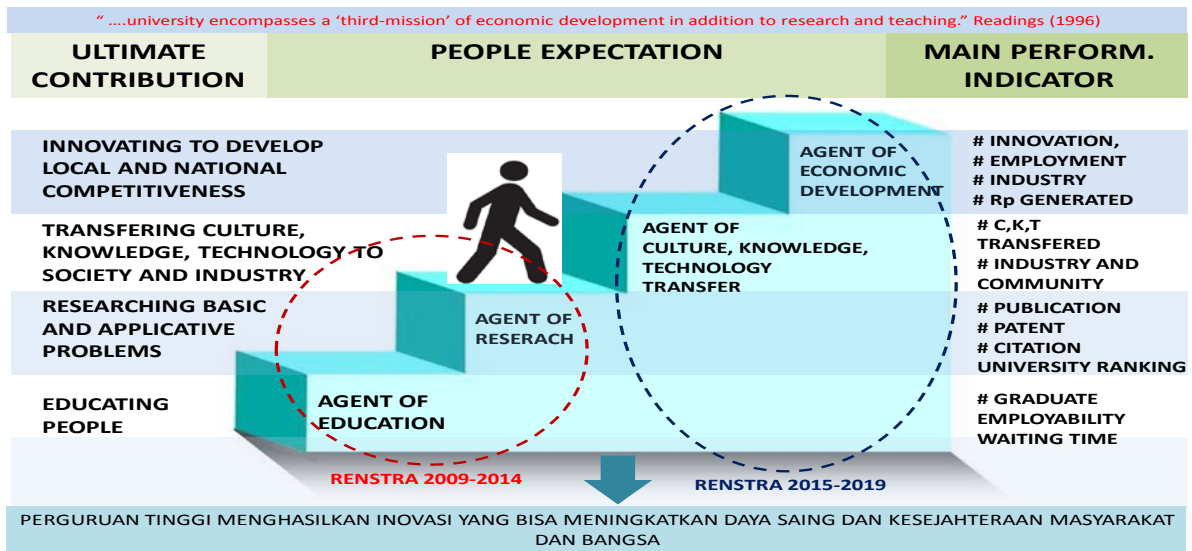 “ ….university encompasses a ‘third-mission’ of economic development in addition to research and teaching.” Readings (1996)
ULTIMATE
CONTRIBUTION
PEOPLE EXPECTATION
MAIN PERFORM.
INDICATOR
INNOVATING TO DEVELOP
LOCAL AND NATIONAL
COMPETITIVENESS
AGENT OF
ECONOMIC
DEVELOPMENT
# INNOVATION,
# EMPLOYMENT
# INDUSTRY
# Rp GENERATED
TRANSFERING CULTURE,
KNOWLEDGE, TECHNOLOGY TO
SOCIETY AND INDUSTRY
AGENT OF
CULTURE, KNOWLEDGE,
TECHNOLOGY
TRANSFER
# C,K,T
TRANSFERED
# INDUSTRY AND
COMMUNITY
RESEARCHING BASIC
AND APPLICATIVE
PROBLEMS
AGENT OF
RESERACH
# PUBLICATION
# PATENT
# CITATION
UNIVERSITY RANKING
EDUCATING
PEOPLE
AGENT OF
EDUCATION
# GRADUATE
EMPLOYABILITY
WAITING TIME
RENSTRA 2009-2014
RENSTRA 2015-2019
PERGURUAN TINGGI MENGHASILKAN INOVASI YANG BISA MENINGKATKAN DAYA SAING DAN KESEJAHTERAAN MASYARAKAT
DAN BANGSA